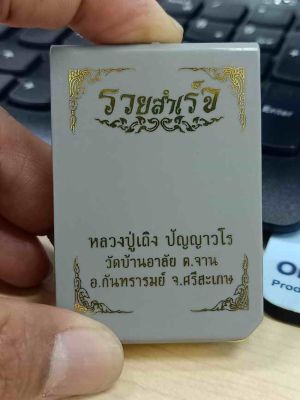 รวยสำเร็จ
หลวงปู่เถิง ปัญญาวโร
วัดบ้านอาลัย ต.จาน
อ.กันทรารมย์ จ.ศรีสะเกษ